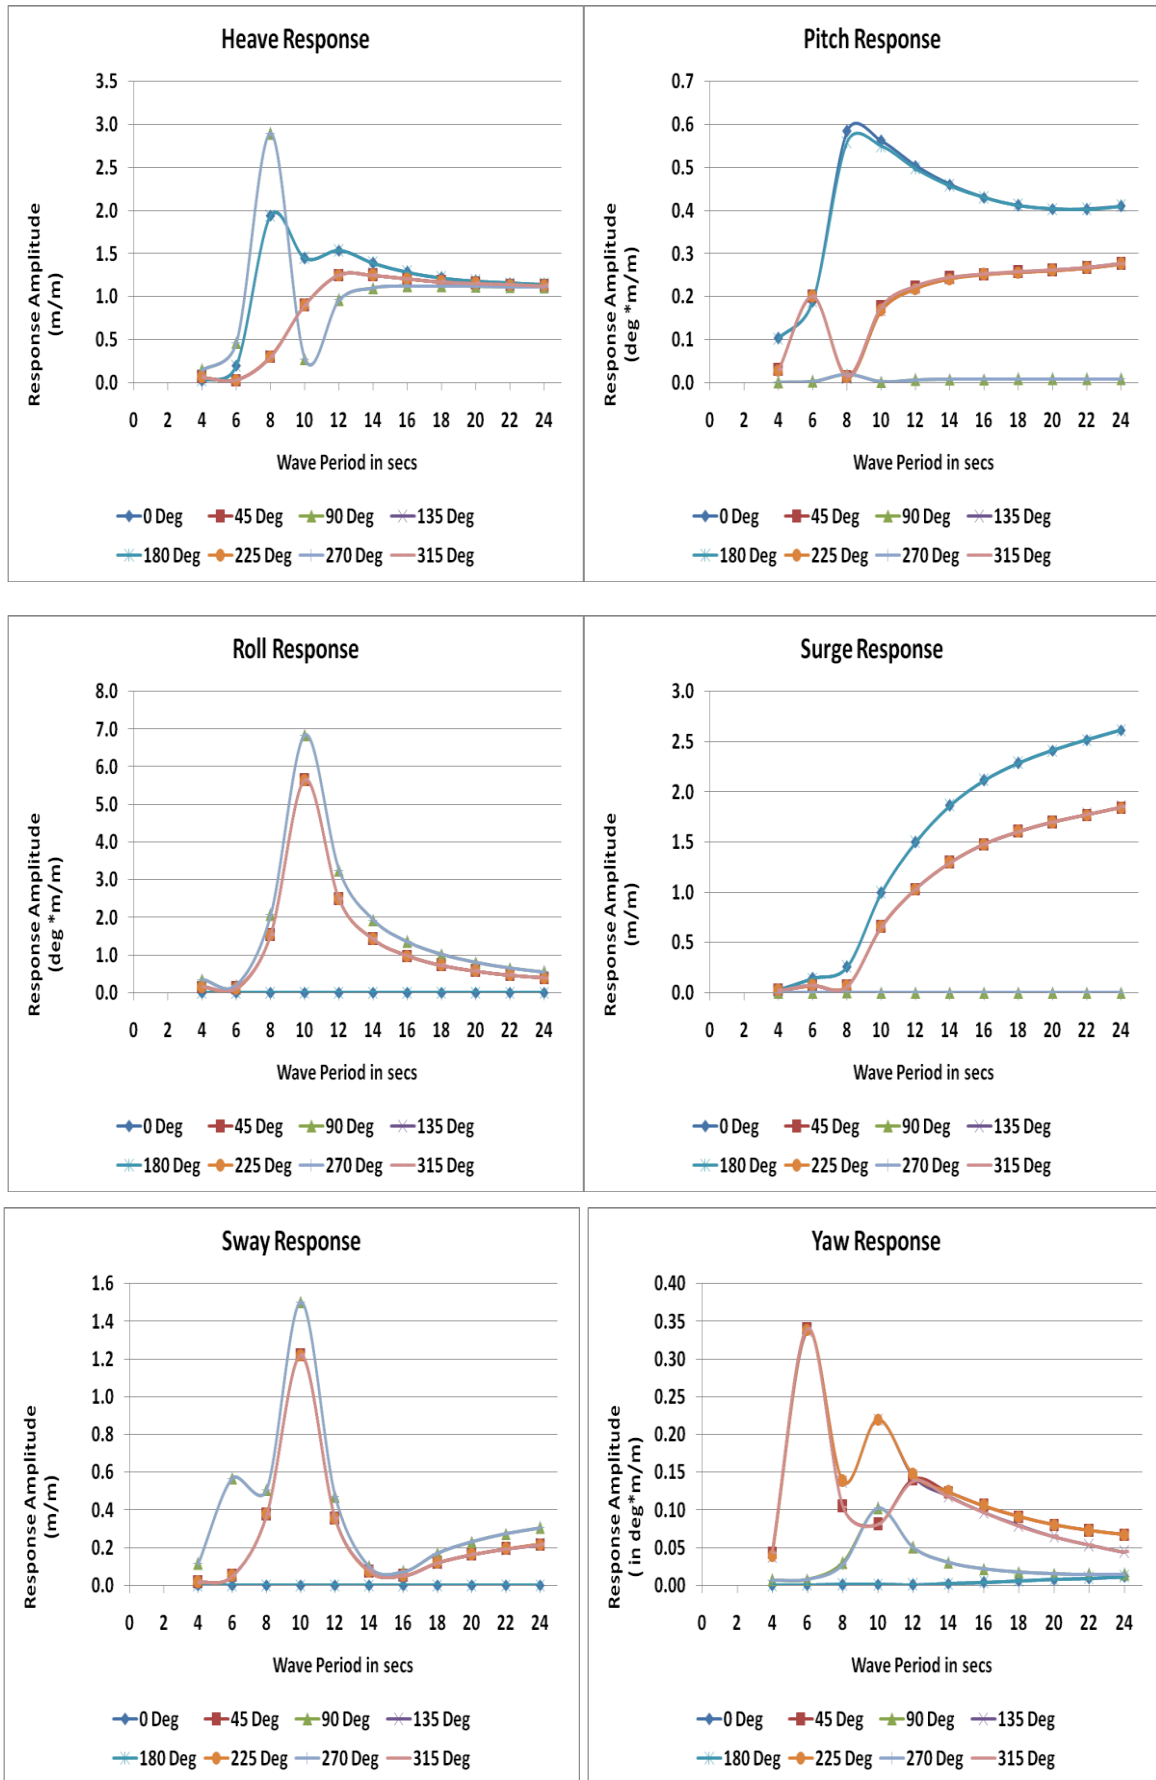 Heave Response
Response Amplitude
(m/m)
3.5
3.0
2.5
2.0
1.5
1.0
0.5
0.0
0 2 4 6 8 10 12 14 16 18 20 22 24
Wave Period in secs
0 Deg 45 Deg 90 Deg 135 Deg
180 Deg 225 Deg 270 Deg 315 Deg
Pitch Response
Response Amplitude
(deg *m/m)
0.7
0.6
0.5
0.4
0.3
0.2
0.1
0.0
0 2 4 6 8 10 12 14 16 18 20 22 24
Wave Period in secs
0 Deg 45 Deg 90 Deg 135 Deg
180 Deg 225 Deg 270 Deg 315 Deg
Roll Response
Response Amplitude
(deg *m/m)
8.0
7.0
6.0
5.0
4.0
3.0
2.0
1.0
0.0
0 2 4 6 8 10 12 14 16 18 20 22 24
Wave Period in secs
0 Deg 45 Deg 90 Deg 135 Deg
180 Deg 225 Deg 270 Deg 315 Deg
Surge Response
Response Amplitude
(m/m)
3.0
2.5
2.0
1.5
1.0
0.5
0.0
0 2 4 6 8 10 12 14 16 18 20 22 24
Wave Period in secs
0 Deg 45 Deg 90 Deg 135 Deg
180 Deg 225 Deg 270 Deg 315 Deg
Sway Response
Response Amplitude
(m/m)
1.6
1.4
1.2
1.0
0.8
0.6
0.4
0.2
0.0
0 2 4 6 8 10 12 14 16 18 20 22 24
Wave Period in secs
0 Deg 45 Deg 90 Deg 135 Deg
180 Deg 225 Deg 270 Deg 315 Deg
Yaw Response
Response Amplitude
( in deg*m/m)
0.40
0.35
0.30
0.25
0.20
0.15
0.10
0.05
0.00
0 2 4 6 8 10 12 14 16 18 20 22 24
Wave Period in secs
0 Deg 45 Deg 90 Deg 135 Deg
180 Deg 225 Deg 270 Deg 315 Deg